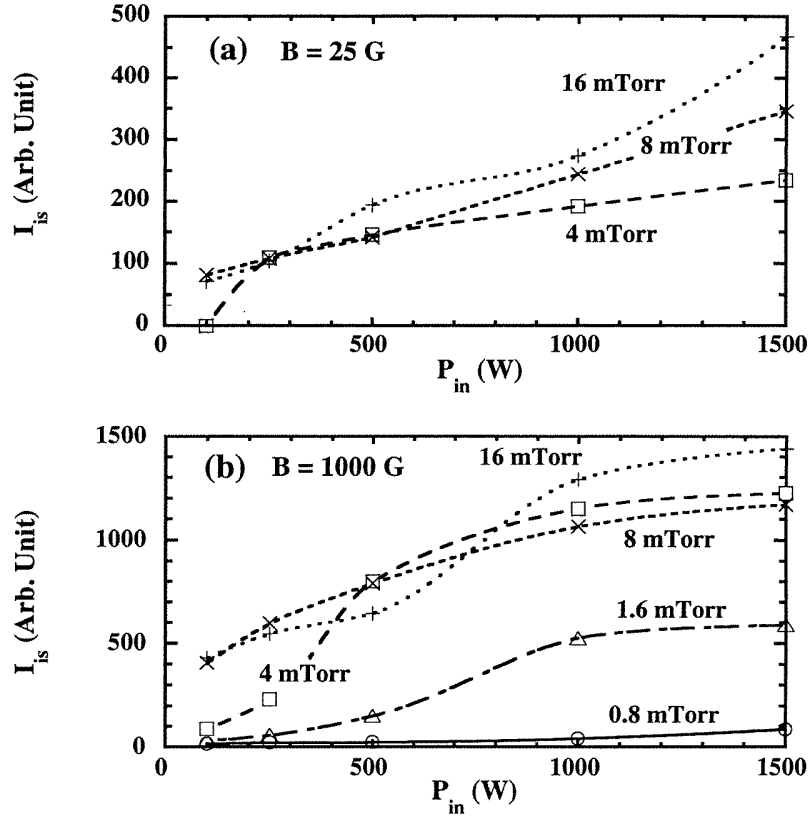 (a) B = 25 G
500
400
300
200
100
0
I_is (Arb. Unit)
16 mTorr
8 mTorr
4 mTorr
0 500 1000 1500
P_in (W)
(b) B = 1000 G
1500
1000
500
0
I_is (Arb. Unit)
16 mTorr
8 mTorr
1.6 mTorr
4 mTorr
0.8 mTorr
0 500 1000 1500
P_in (W)